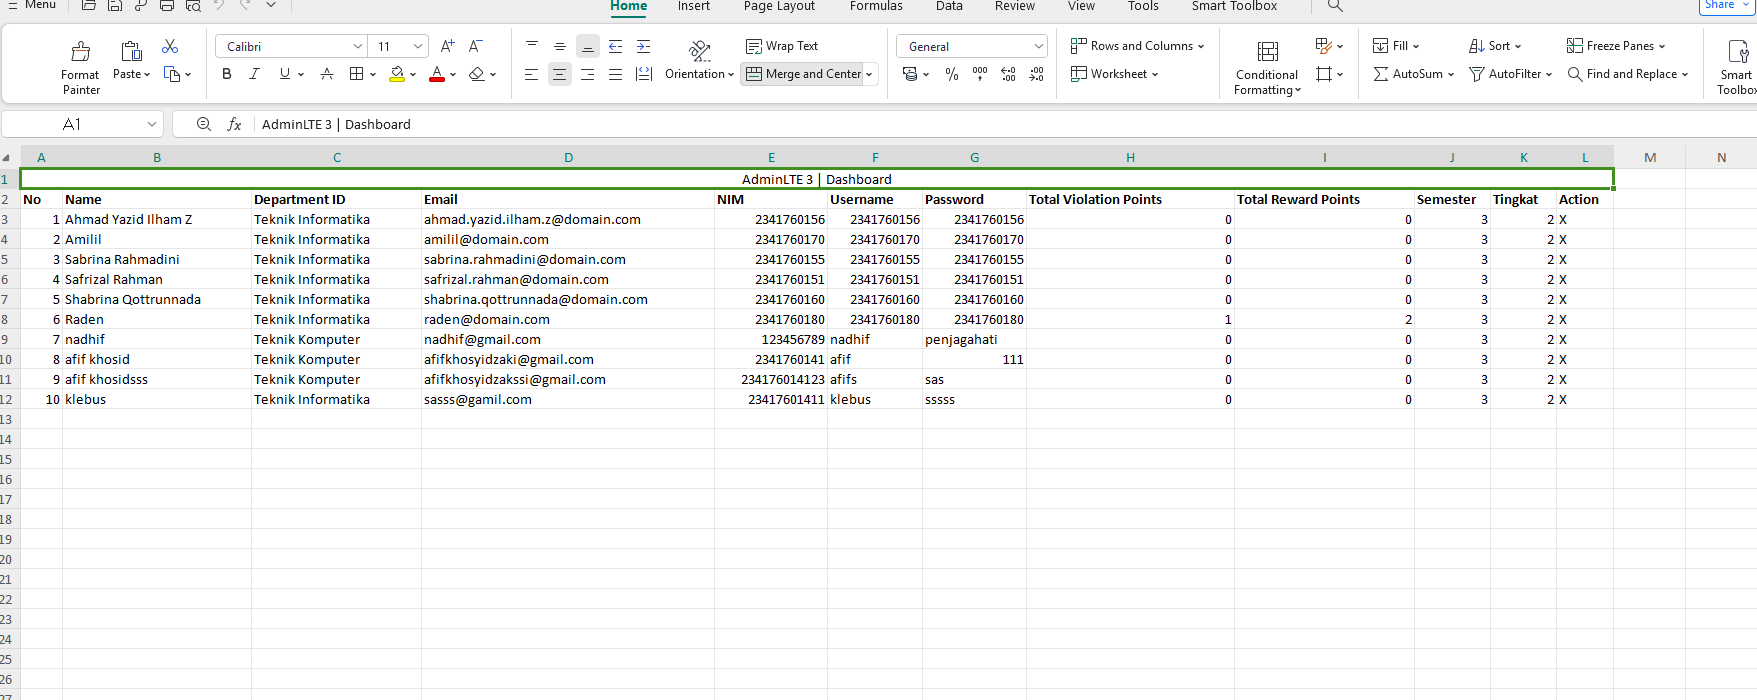 Menu Home Insert Page Layout Formulas Data Review View Tools Smart Toolbox Share
Calibri 11 Wrap Text General Rows and Columns Fill Sort Freeze Panes
Format Painter Paste B I U A A Orientation Merge and Center % Worksheet Conditional Formatting AutoSum AutoFilter Find and Replace Smart Toolbox
A1 fx AdminLTE 3 | Dashboard
A B C D E F G H I J K L M N
1 AdminLTE 3 | Dashboard
2 No Name Department ID Email NIM Username Password Total Violation Points Total Reward Points Semester Tingkat Action
3 1 Ahmad Yazid Ilham Z Teknik Informatika ahmad.yazid.ilham.z@domain.com 2341760156 2341760156 2341760156 0 0 3 2 X
4 2 Amilil Teknik Informatika amilil@domain.com 2341760170 2341760170 2341760170 0 0 3 2 X
5 3 Sabrina Rahmadini Teknik Informatika sabrina.rahmadini@domain.com 2341760155 2341760155 2341760155 0 0 3 2 X
6 4 Safrizal Rahman Teknik Informatika safrizal.rahman@domain.com 2341760151 2341760151 2341760151 0 0 3 2 X
7 5 Shabrina Qottrunnada Teknik Informatika shabrina.qottrunnada@domain.com 2341760160 2341760160 2341760160 0 0 3 2 X
8 6 Raden Teknik Informatika raden@domain.com 2341760180 2341760180 2341760180 1 2 3 2 X
9 7 nadhif Teknik Komputer nadhif@gmail.com 123456789 nadhif penjagahati 0 0 3 2 X
10 8 afif khosid Teknik Komputer afifkhosyidzaki@gmail.com 2341760141 afif 111 0 0 3 2 X
11 9 afif khosidsss Teknik Komputer afifkhosyidzakssi@gmail.com 234176014123 afifs sas 0 0 3 2 X
12 10 klebus Teknik Informatika sasss@gamil.com 23417601411 klebus sssss 0 0 3 2 X
13
14
15
16
17
18
19
20
21
22
23
24
25
26
27